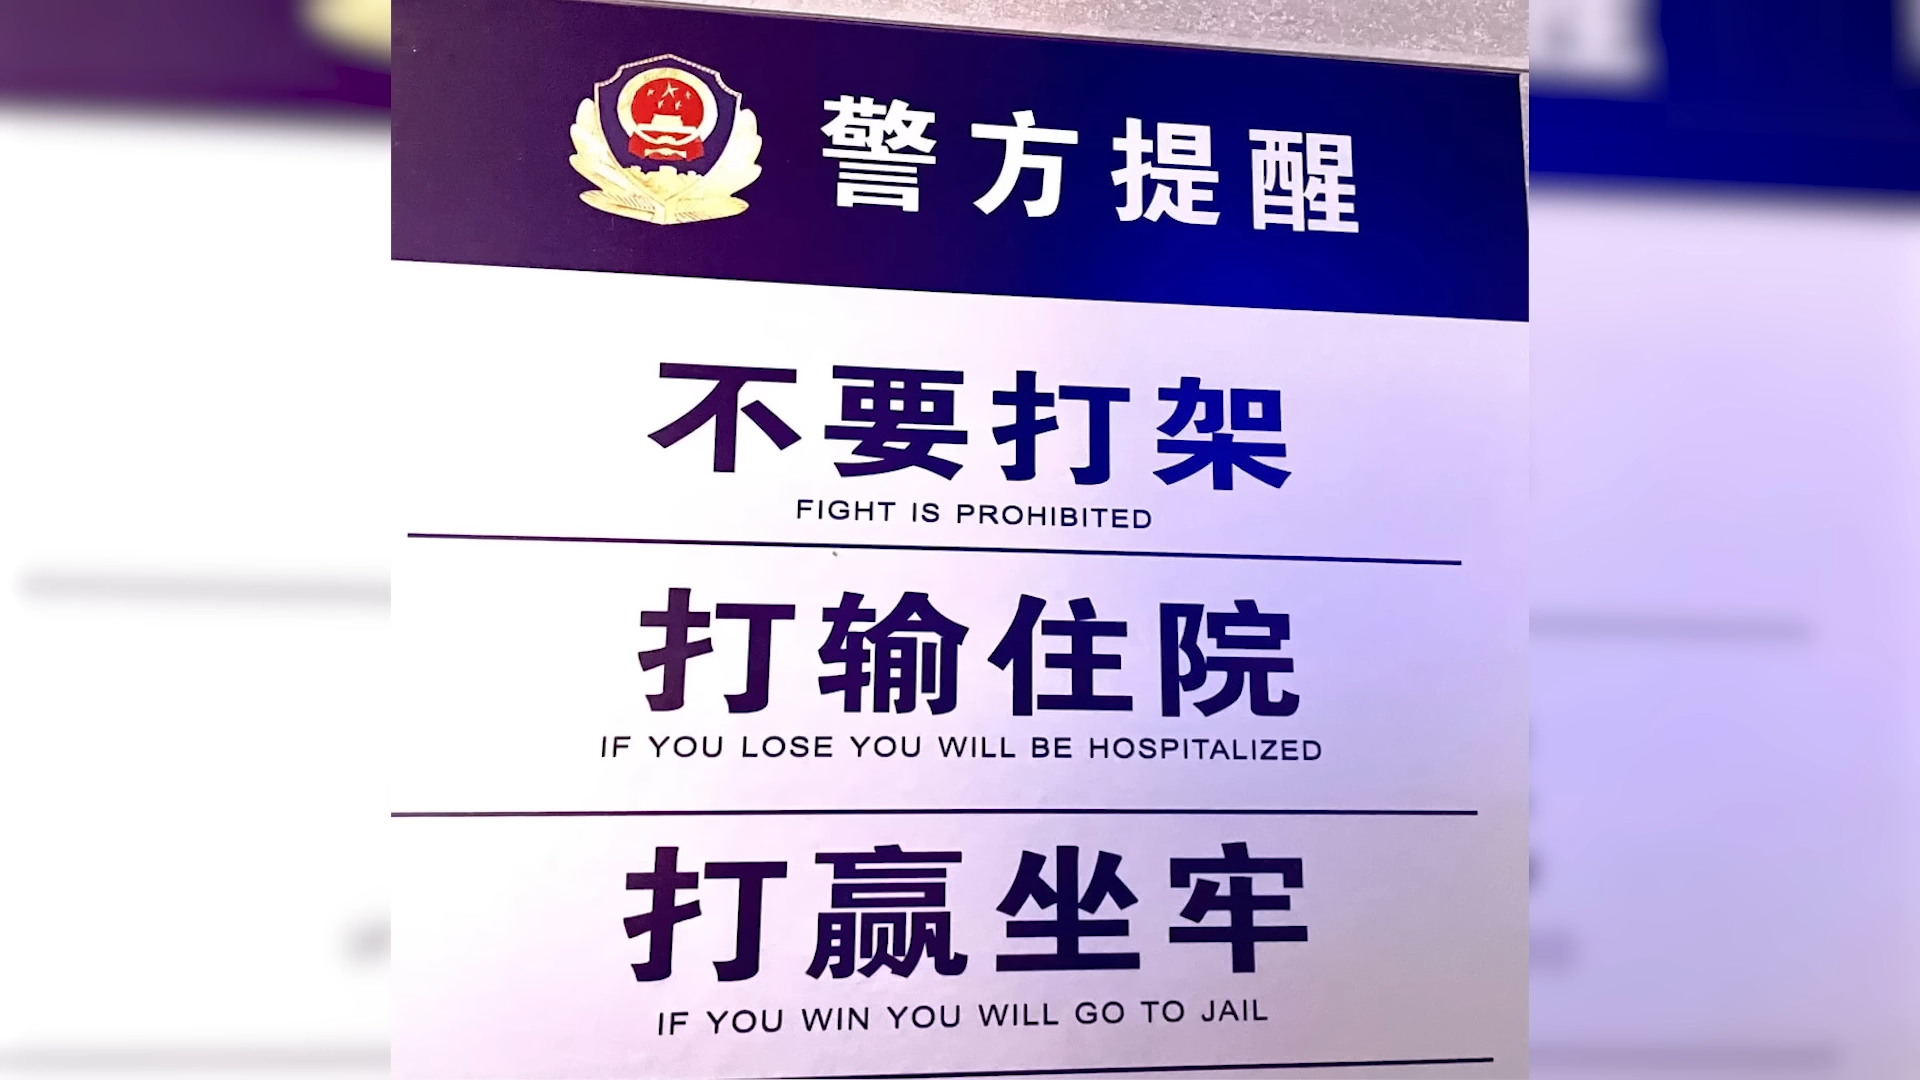 警方提醒
不要打架
FIGHT IS PROHIBITED
打输住院
IF YOU LOSE YOU WILL BE HOSPITALIZED
打赢坐牢
IF YOU WIN YOU WILL GO TO JAIL